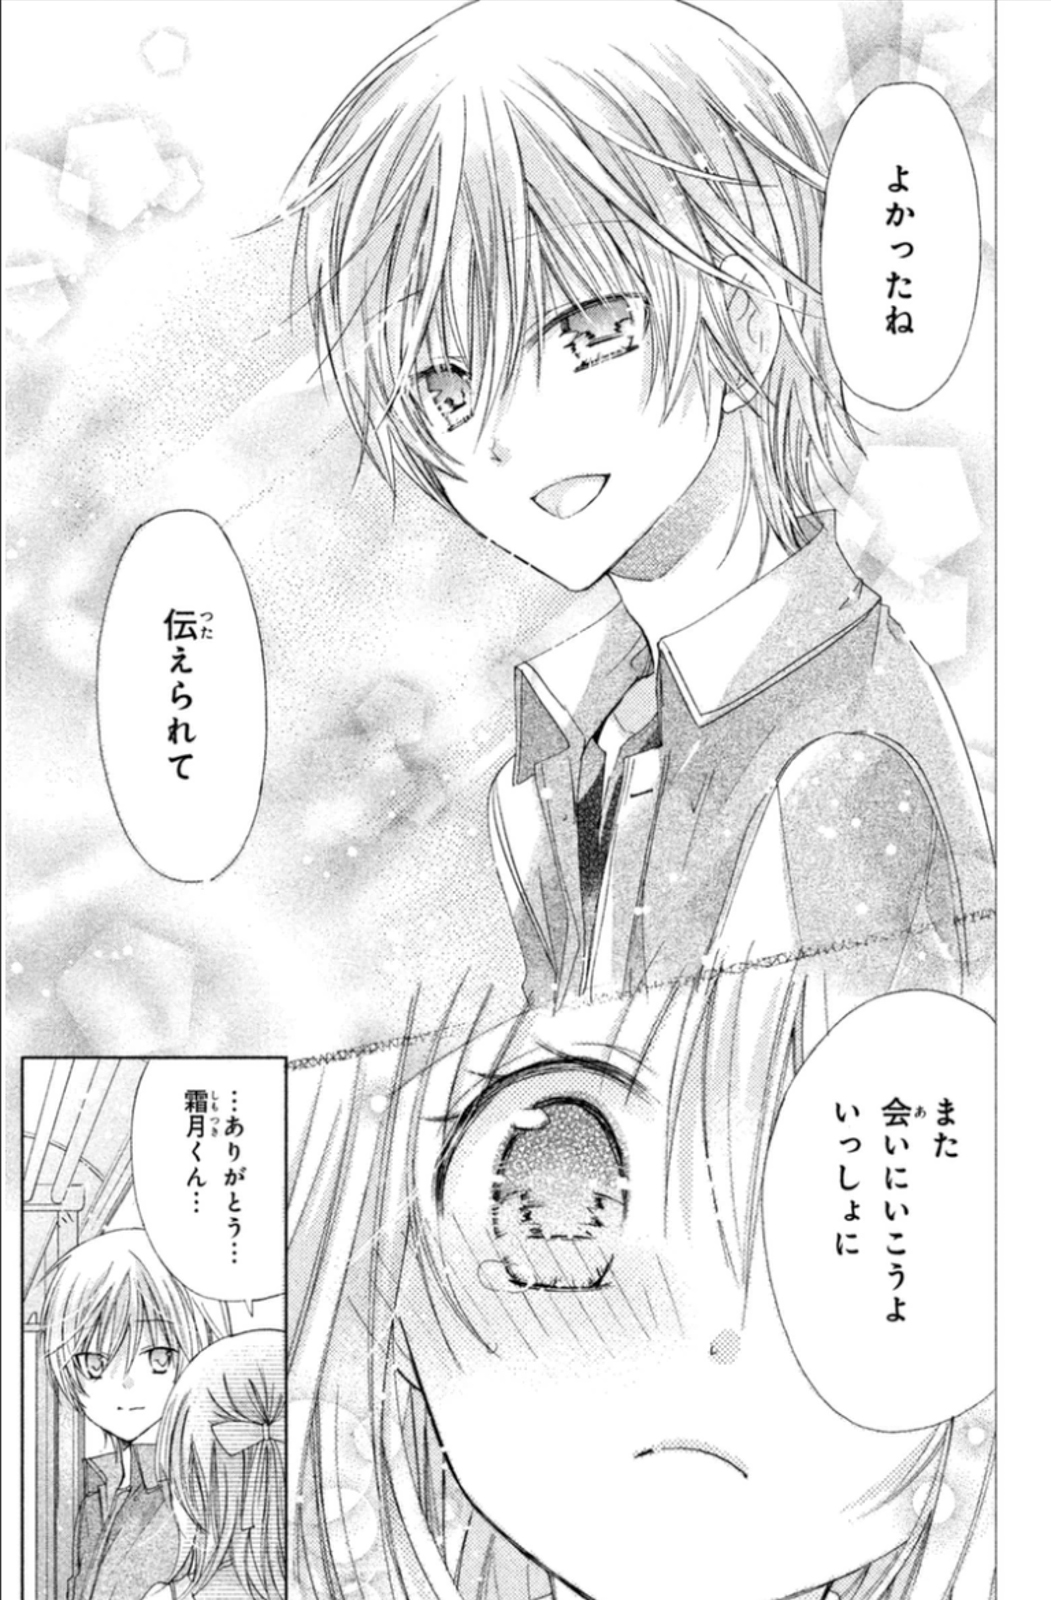 よかったね
伝えられて
また
会いにいこうよ
いっしょに
…ありがとう…
霜月くん…